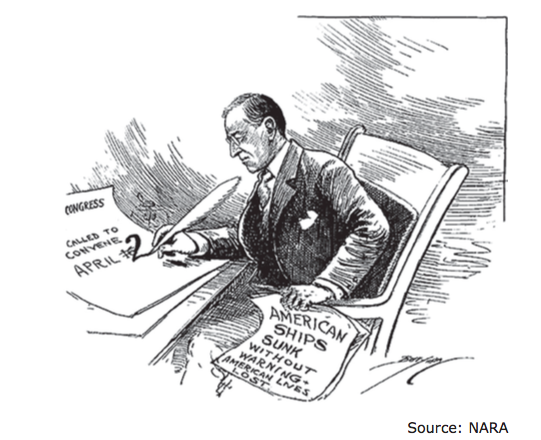 CONGRESS
CALLED TO
CONVENE
APRIL 2
AMERICAN
SHIPS
SUNK
WITHOUT
WARNING-
AMERICAN LIVES
LOST.
Source: NARA